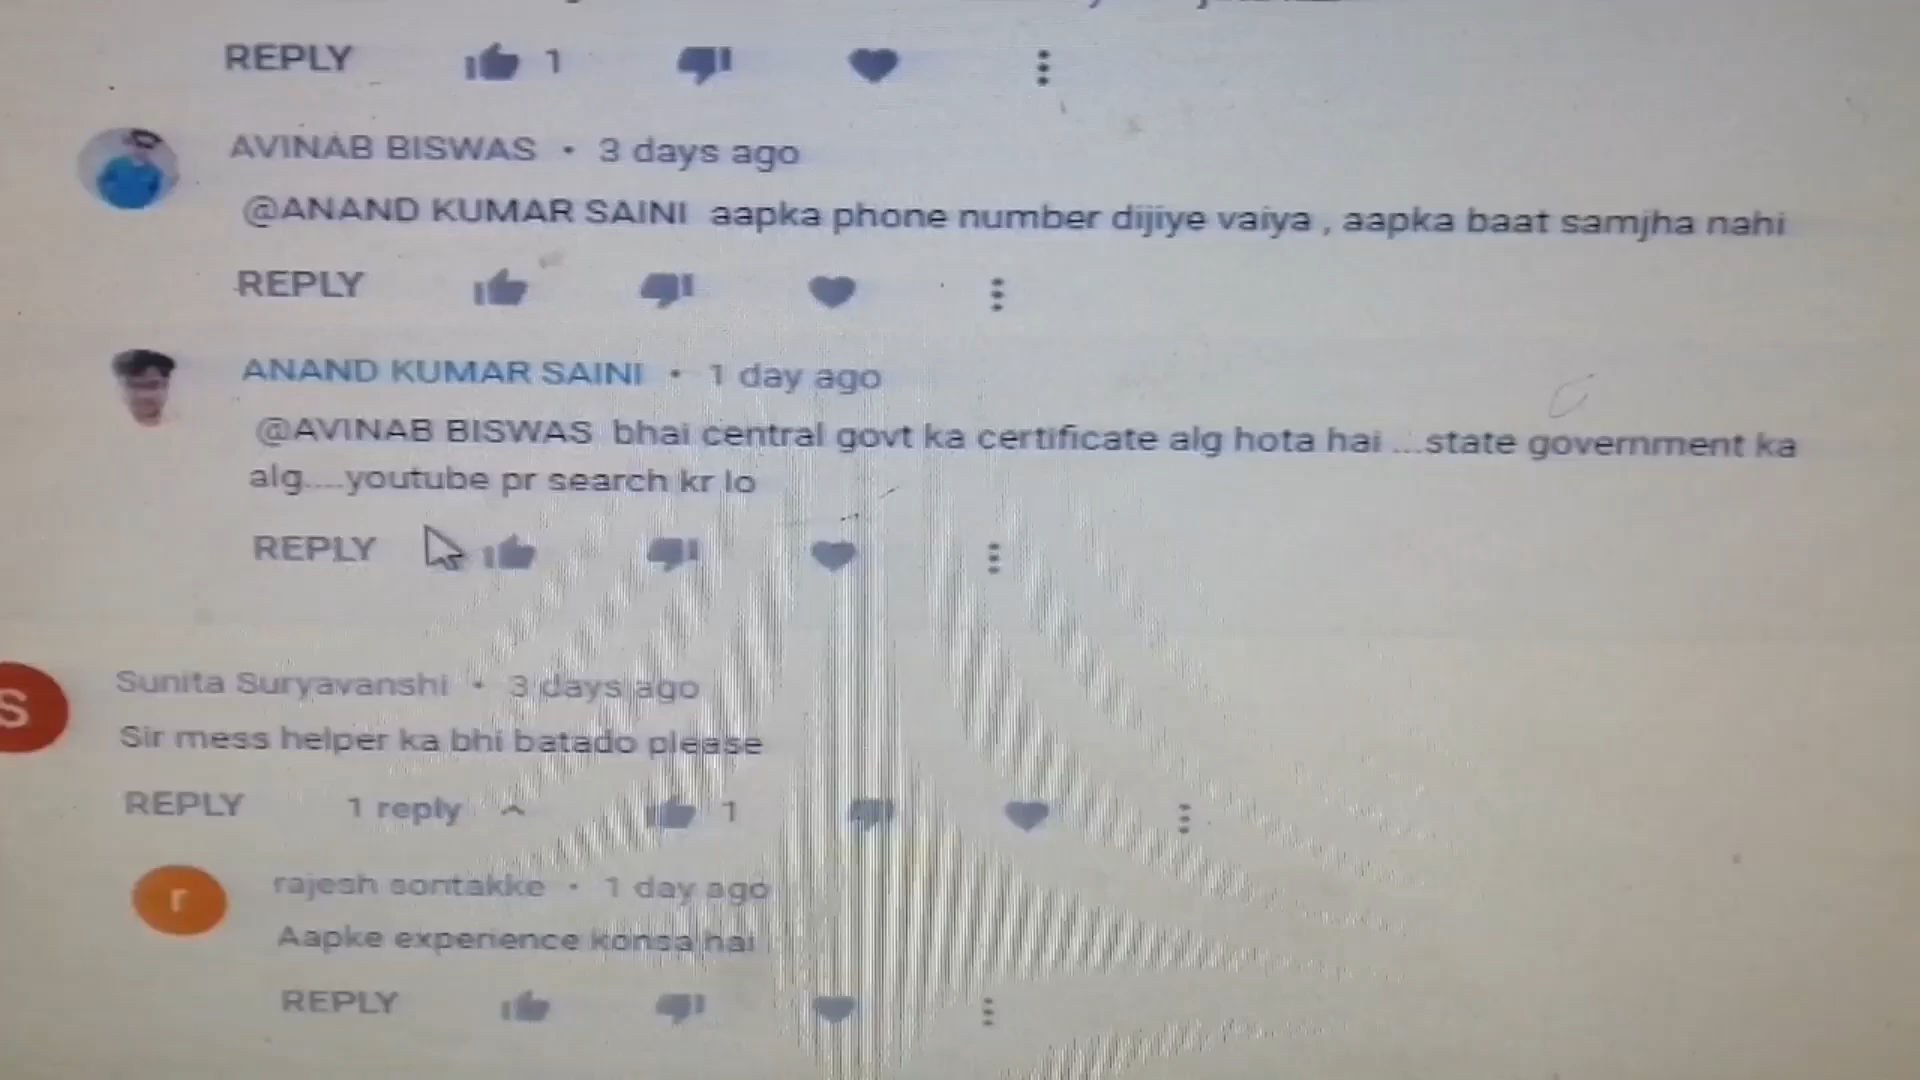 REPLY 1
AVINAB BISWAS • 3 days ago
@ANAND KUMAR SAINI aapka phone number dijiye vaiya , aapka baat samjha nahi
REPLY
ANAND KUMAR SAINI • 1 day ago
@AVINAB BISWAS bhai central govt ka certificate alg hota hai ...state government ka
alg....youtube pr search kr lo
REPLY
S
Sunita Suryavanshi • 3 days ago
Sir mess helper ka bhi batado please
REPLY 1 reply 1
r
rajesh sontakke • 1 day ago
Aapke experience konsa hai
REPLY